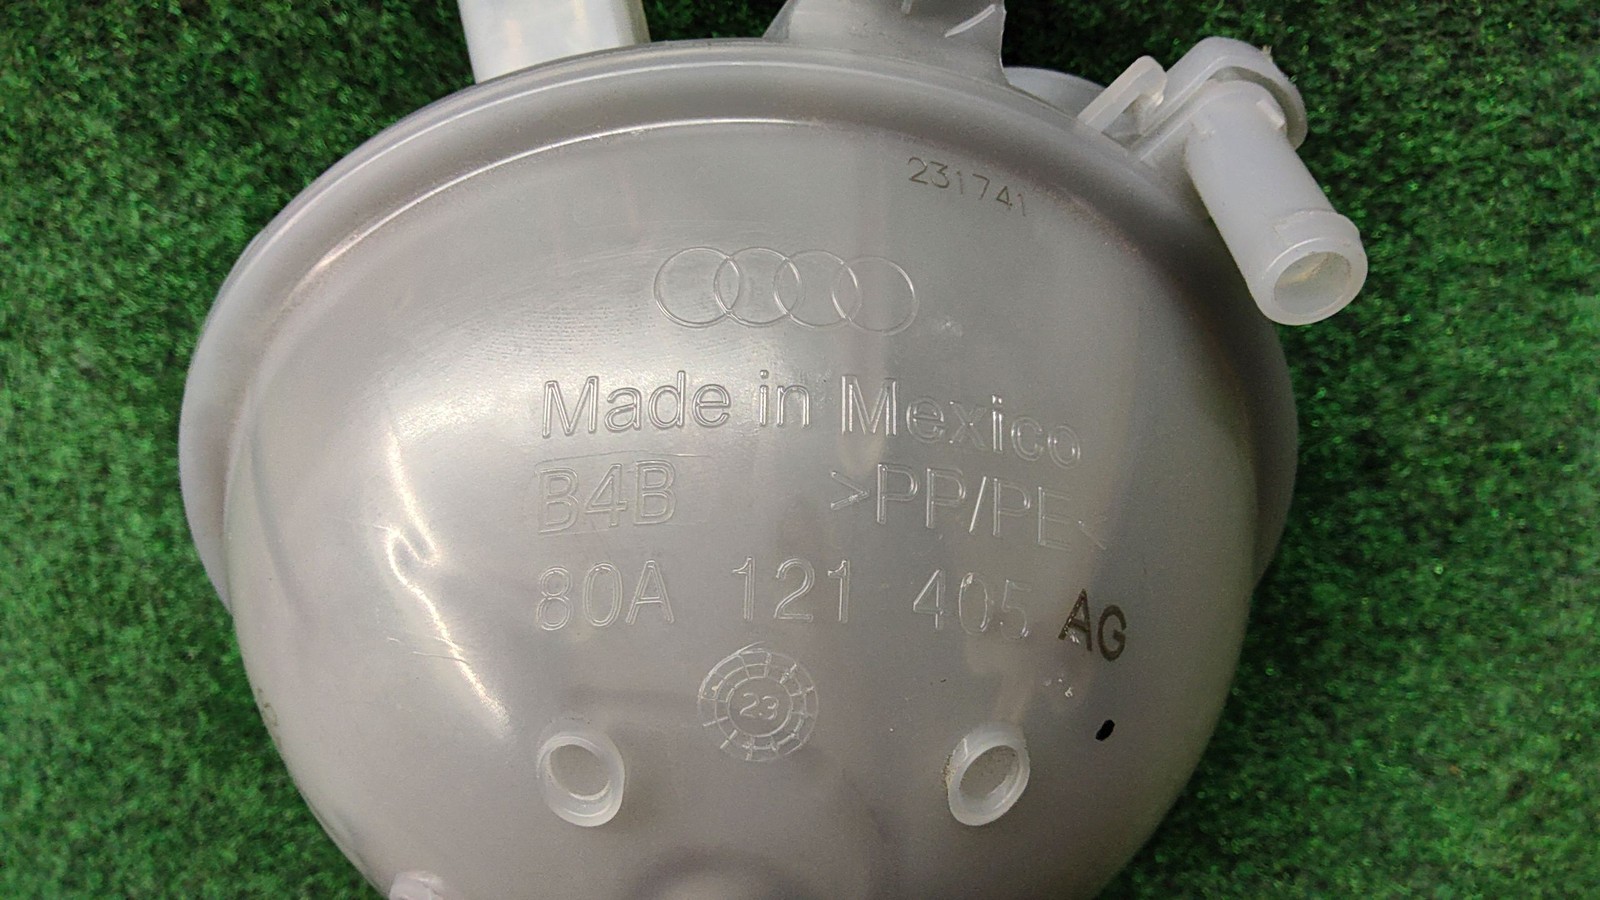 231741
Made in Mexico
B4B >PP/PE<
80A 121 405 AG
23